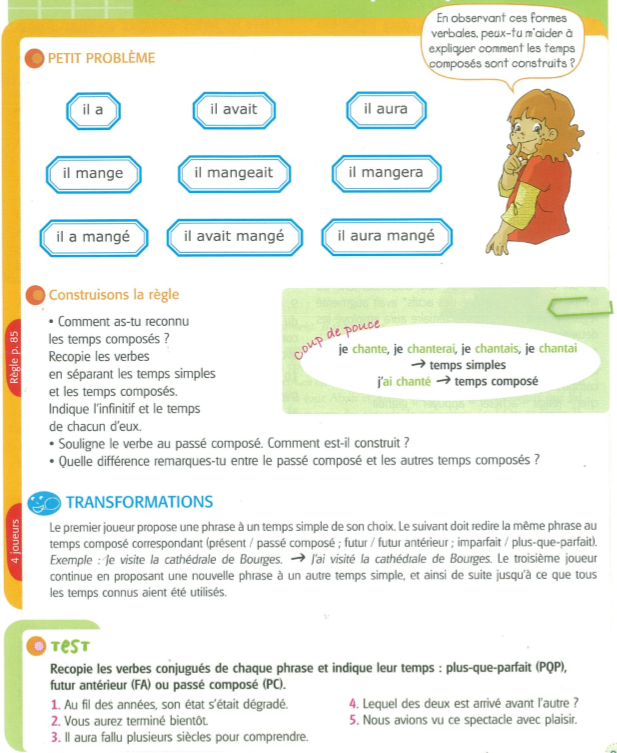 En observant ces formes
verbales, peux-tu m'aider à
expliquer comment les temps
composés sont construits ?
PETIT PROBLÈME
il a
il avait
il aura
il mange
il mangeait
il mangera
il a mangé
il avait mangé
il aura mangé
Construisons la règle
• Comment as-tu reconnu
les temps composés ?
Recopie les verbes
en séparant les temps simples
et les temps composés.
Indique l'infinitif et le temps
de chacun d'eux.
• Souligne le verbe au passé composé. Comment est-il construit ?
• Quelle différence remarques-tu entre le passé composé et les autres temps composés ?
Règle p. 85
coup de pouce
je chante, je chanterai, je chantais, je chantai
→ temps simples
j'ai chanté → temps composé
TRANSFORMATIONS
4 joueurs
Le premier joueur propose une phrase à un temps simple de son choix. Le suivant doit redire la même phrase au
temps composé correspondant (présent / passé composé ; futur / futur antérieur ; imparfait / plus-que-parfait).
Exemple : Je visite la cathédrale de Bourges. → J'ai visité la cathédrale de Bourges. Le troisième joueur
continue en proposant une nouvelle phrase à un autre temps simple, et ainsi de suite jusqu'à ce que tous
les temps connus aient été utilisés.
TEST
Recopie les verbes conjugués de chaque phrase et indique leur temps : plus-que-parfait (PQP),
futur antérieur (FA) ou passé composé (PC).
1. Au fil des années, son état s'était dégradé.
2. Vous aurez terminé bientôt.
3. Il aura fallu plusieurs siècles pour comprendre.
4. Lequel des deux est arrivé avant l'autre ?
5. Nous avions vu ce spectacle avec plaisir.